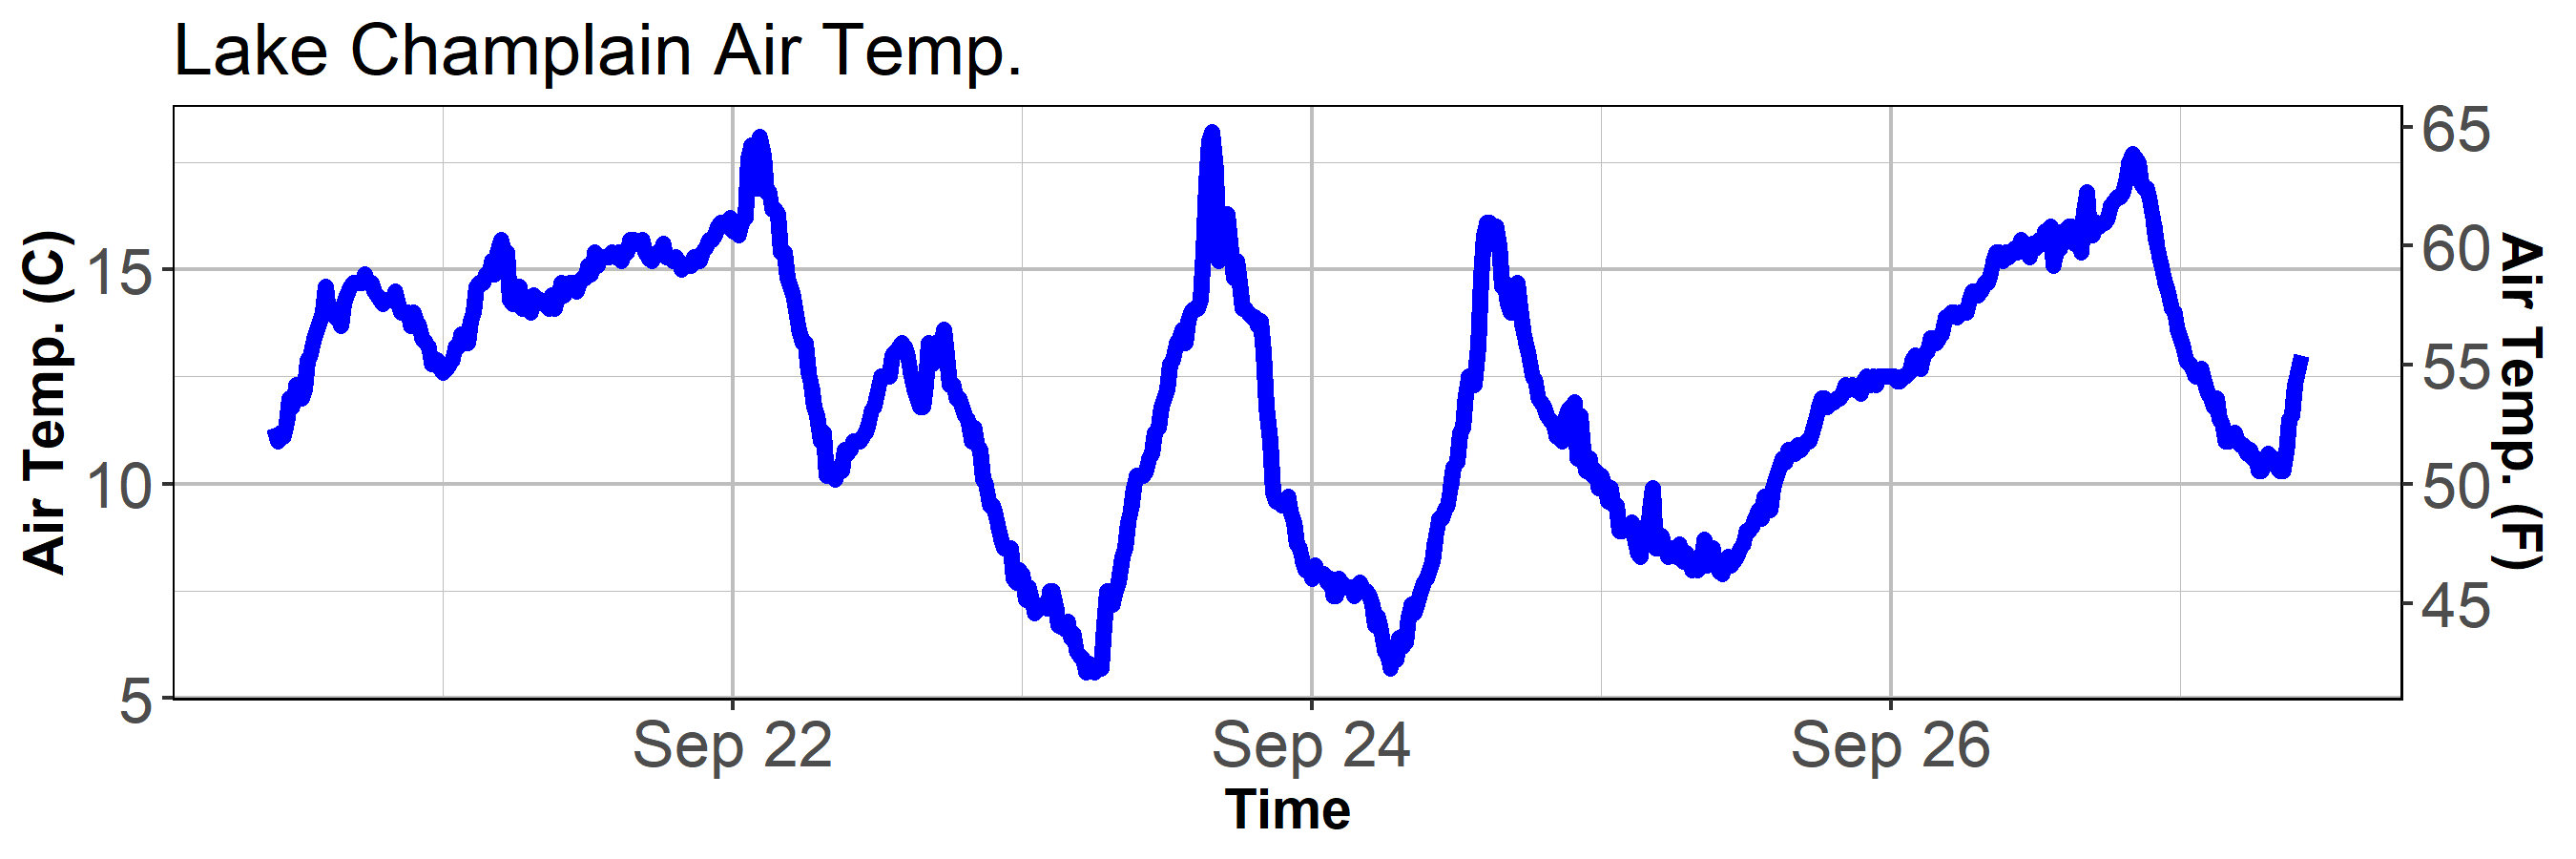 Lake Champlain Air Temp.
Air Temp. (C)
15
10
5
65
60
55
50
45
Air Temp. (F)
Sep 22
Sep 24
Sep 26
Time